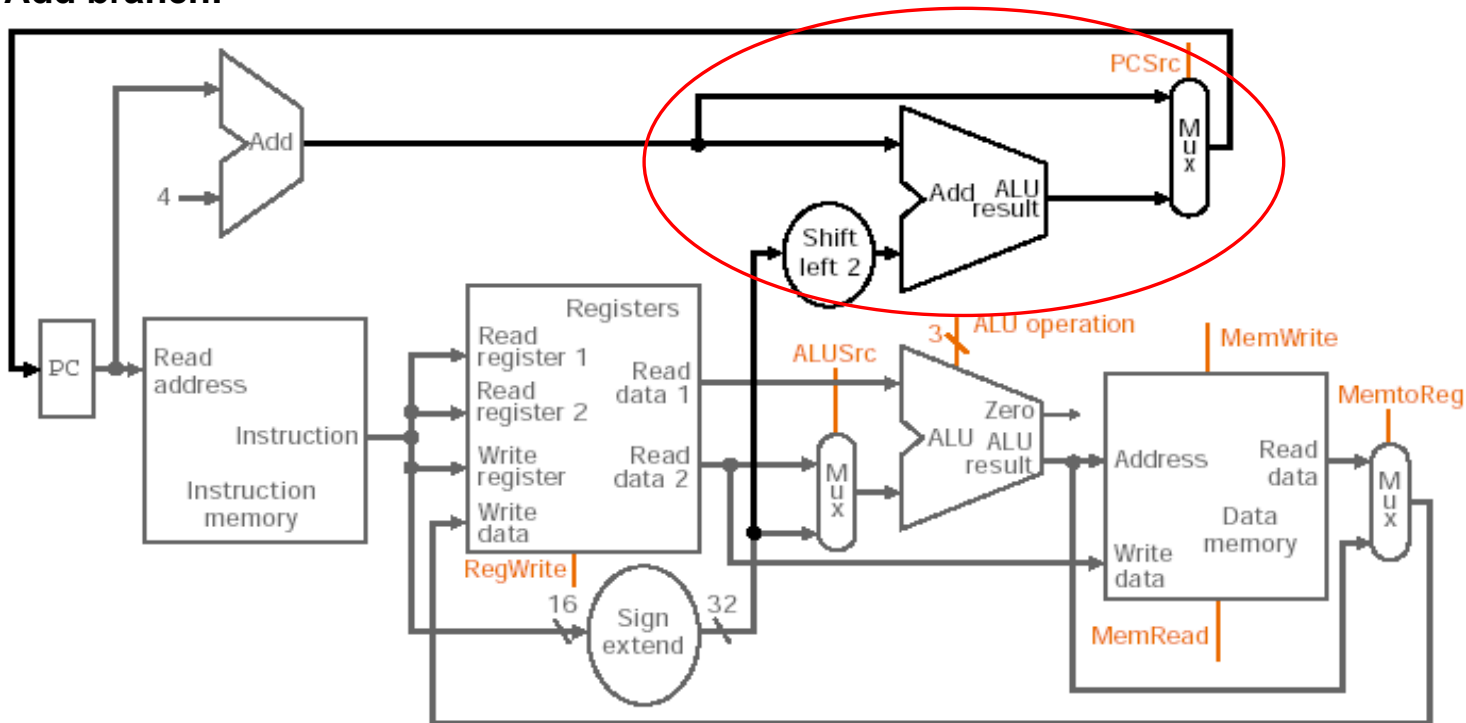 Add branch:
PCSrc
Add
4
M
u
x
Add
ALU
result
Shift
left 2
PC
Read
address
Instruction
Instruction
memory
Registers
Read
register 1
Read
register 2
Write
register
Write
data
Read
data 1
Read
data 2
RegWrite
16
Sign
extend
32
ALUSrc
M
u
x
3
ALU operation
Zero
ALU
ALU
result
MemWrite
Address
Read
data
Write
data
Data
memory
MemRead
MemtoReg
M
u
x